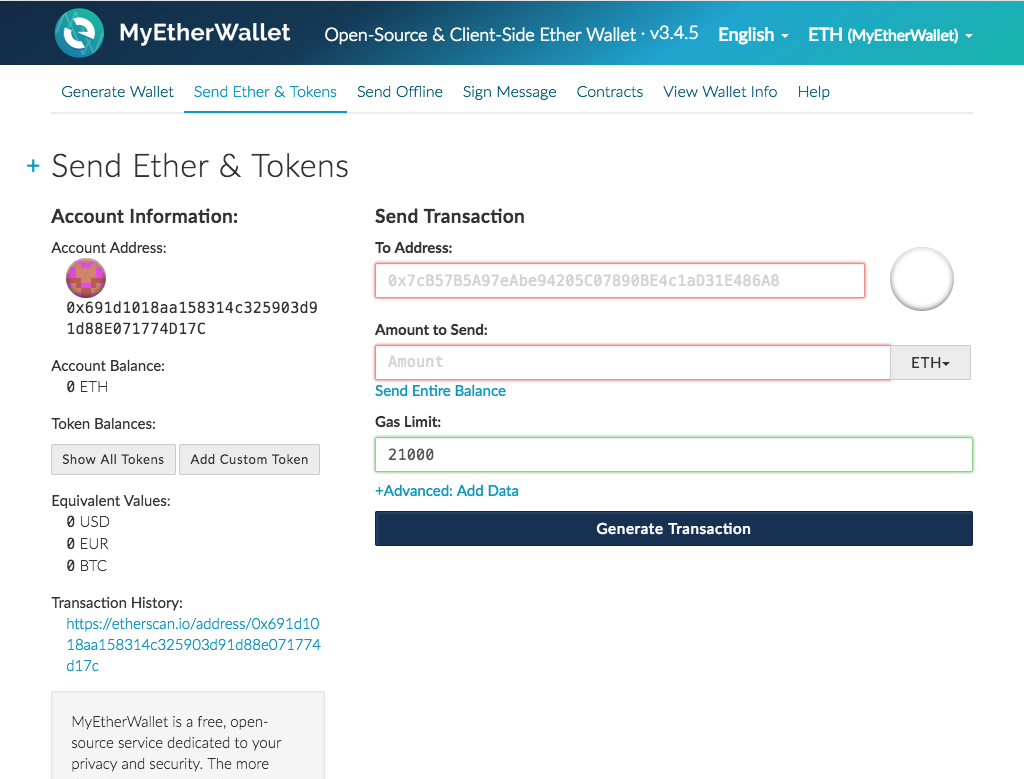 MyEtherWallet Open-Source & Client-Side Ether Wallet · v3.4.5 English ETH (MyEtherWallet)
Generate Wallet Send Ether & Tokens Send Offline Sign Message Contracts View Wallet Info Help
+ Send Ether & Tokens
Account Information:
Account Address:
0x691d1018aa158314c325903d9
1d88E071774D17C
Account Balance:
0 ETH
Token Balances:
Show All Tokens Add Custom Token
Equivalent Values:
0 USD
0 EUR
0 BTC
Transaction History:
https://etherscan.io/address/0x691d10
18aa158314c325903d91d88e071774
d17c
MyEtherWallet is a free, open-
source service dedicated to your
privacy and security. The more
Send Transaction
To Address:
0x7cB57B5A97eAbe94205C07890BE4c1aD31E486A8
Amount to Send:
Amount ETH
Send Entire Balance
Gas Limit:
21000
+Advanced: Add Data
Generate Transaction